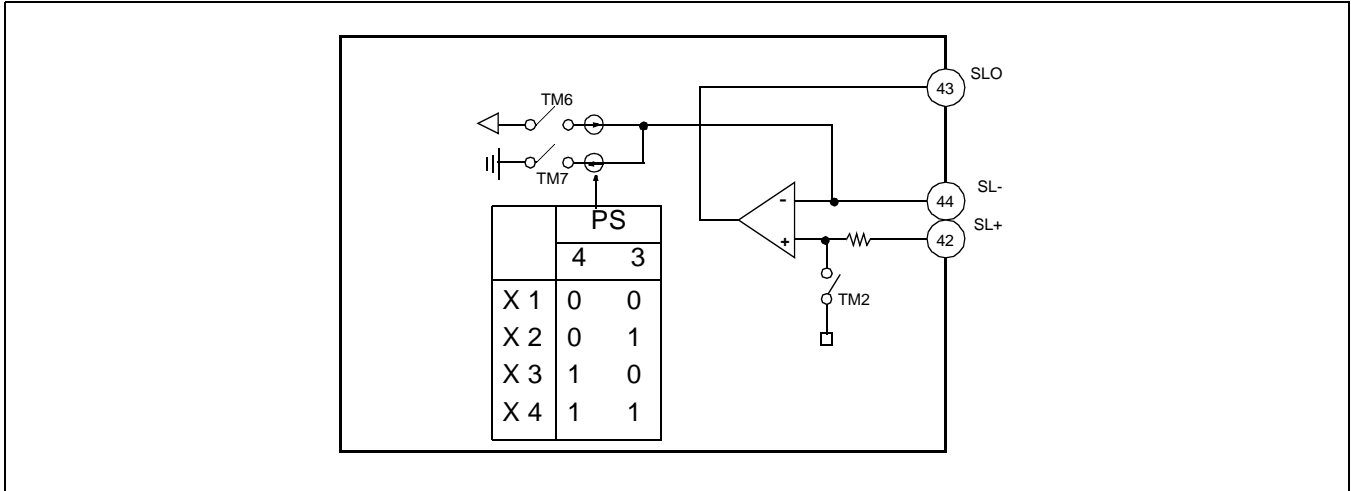 43 SLO
TM6
TM7
PS
4 3
X 1 0 0
X 2 0 1
X 3 1 0
X 4 1 1
-
+
44 SL-
42 SL+
TM2